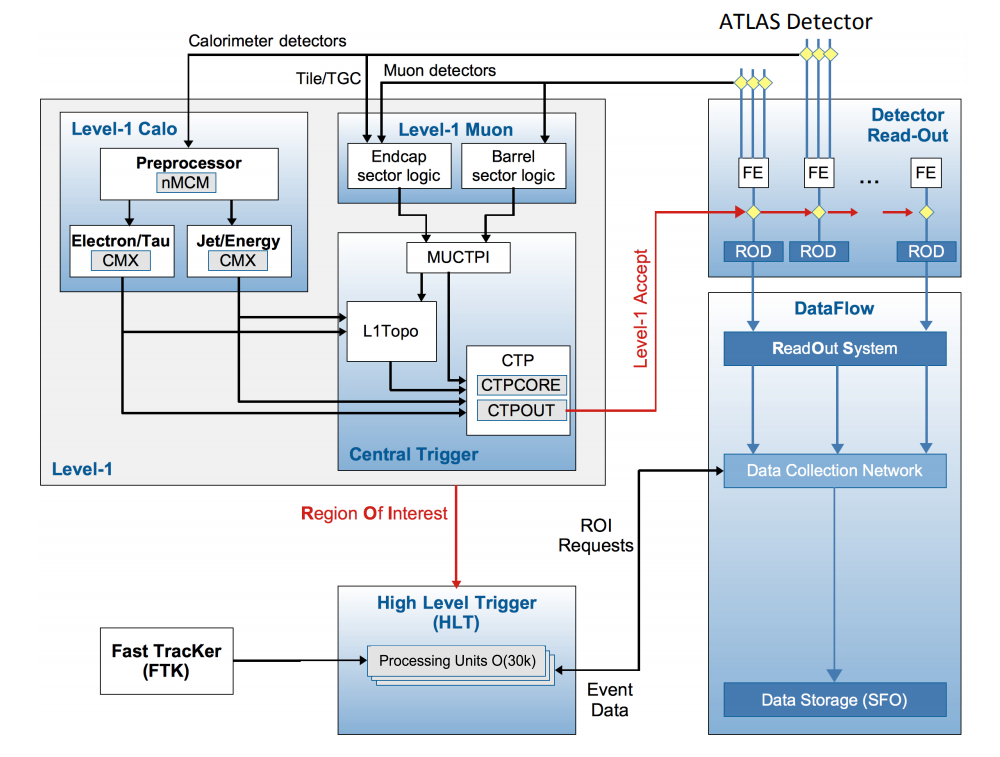 ATLAS Detector
Calorimeter detectors
Tile/TGC
Muon detectors
Level-1 Calo
Preprocessor
nMCM
Electron/Tau
CMX
Jet/Energy
CMX
Level-1 Muon
Endcap
sector logic
Barrel
sector logic
MUCTPI
L1Topo
CTP
CTPCORE
CTPOUT
Central Trigger
Level-1
Level-1 Accept
Detector
Read-Out
FE
FE
...
FE
ROD
ROD
ROD
DataFlow
ReadOut System
Data Collection Network
Data Storage (SFO)
Region Of Interest
ROI
Requests
High Level Trigger
(HLT)
Processing Units O(30k)
Fast TracKer
(FTK)
Event
Data